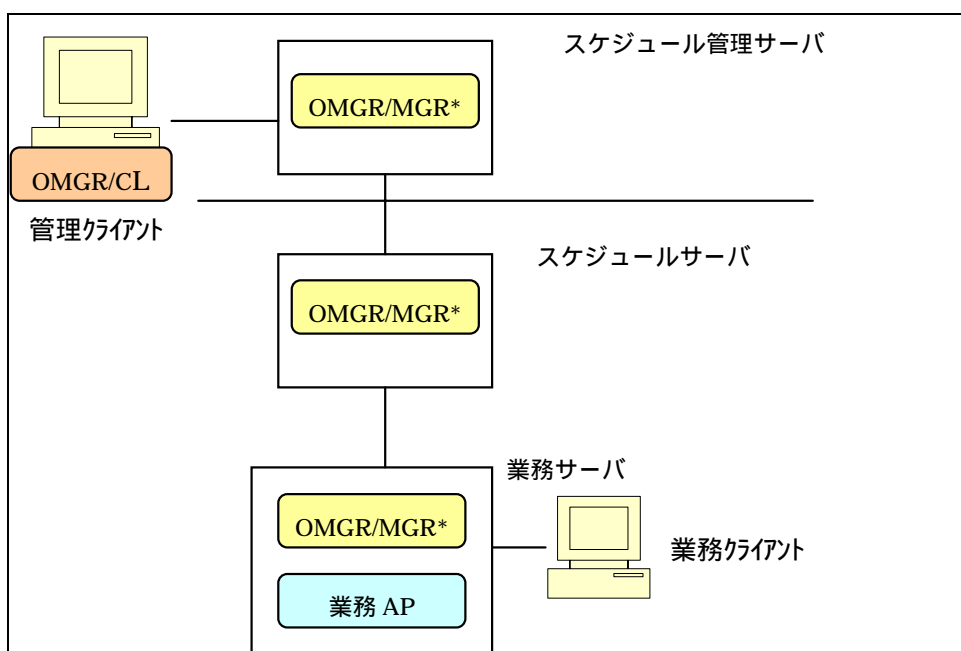 スケジュール管理サーバ
OMGR/MGR*
OMGR/CL
管理ｸﾗｲｱﾝﾄ
スケジュールサーバ
OMGR/MGR*
業務サーバ
OMGR/MGR*
業務ｸﾗｲｱﾝﾄ
業務 AP